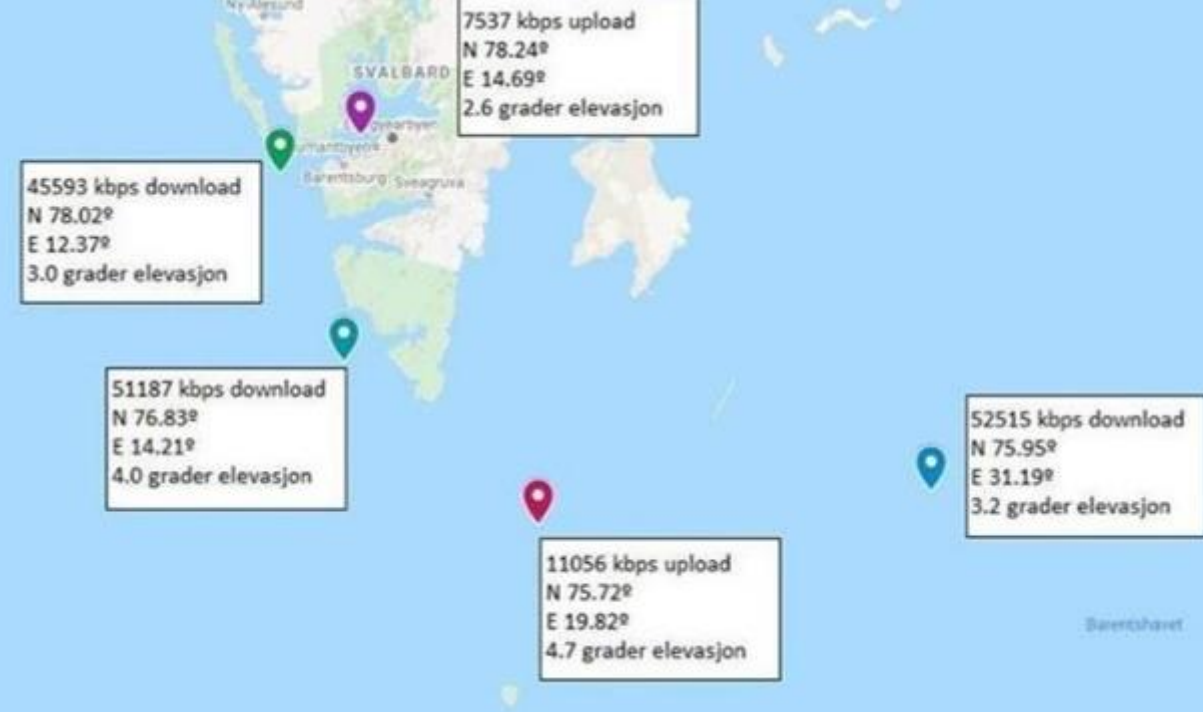 Ny-Ålesund
7537 kbps upload
N 78.24º
E 14.69º
2.6 grader elevasjon
SVALBARD
Barentsburg
Sveagruva
45593 kbps download
N 78.02º
E 12.37º
3.0 grader elevasjon
51187 kbps download
N 76.83º
E 14.21º
4.0 grader elevasjon
52515 kbps download
N 75.95º
E 31.19º
3.2 grader elevasjon
11056 kbps upload
N 75.72º
E 19.82º
4.7 grader elevasjon
Barentshavet